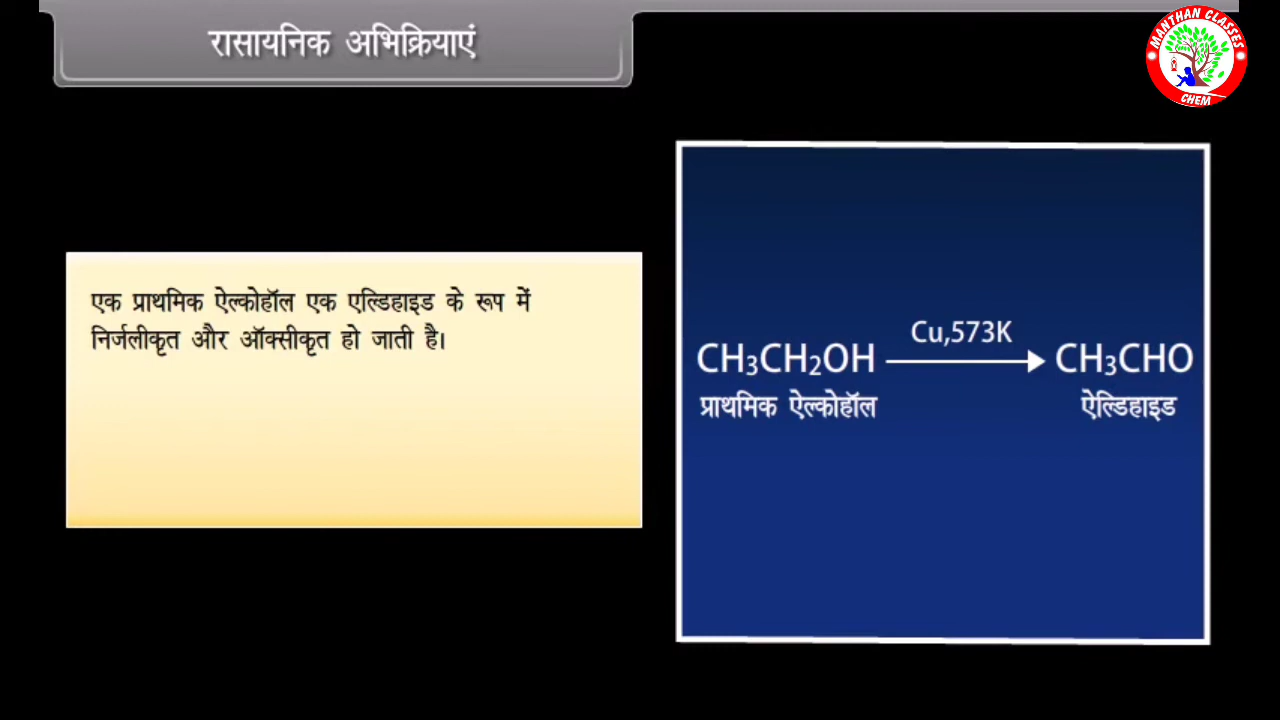 रासायनिक अभिक्रियाएं
MANTHAN CLASSES
CHEM
एक प्राथमिक ऐल्कोहॉल एक एल्डिहाइड के रूप में
निर्जलीकृत और ऑक्सीकृत हो जाती है।
Cu,573K
CH₃CH₂OH CH₃CHO
प्राथमिक ऐल्कोहॉल ऐल्डिहाइड